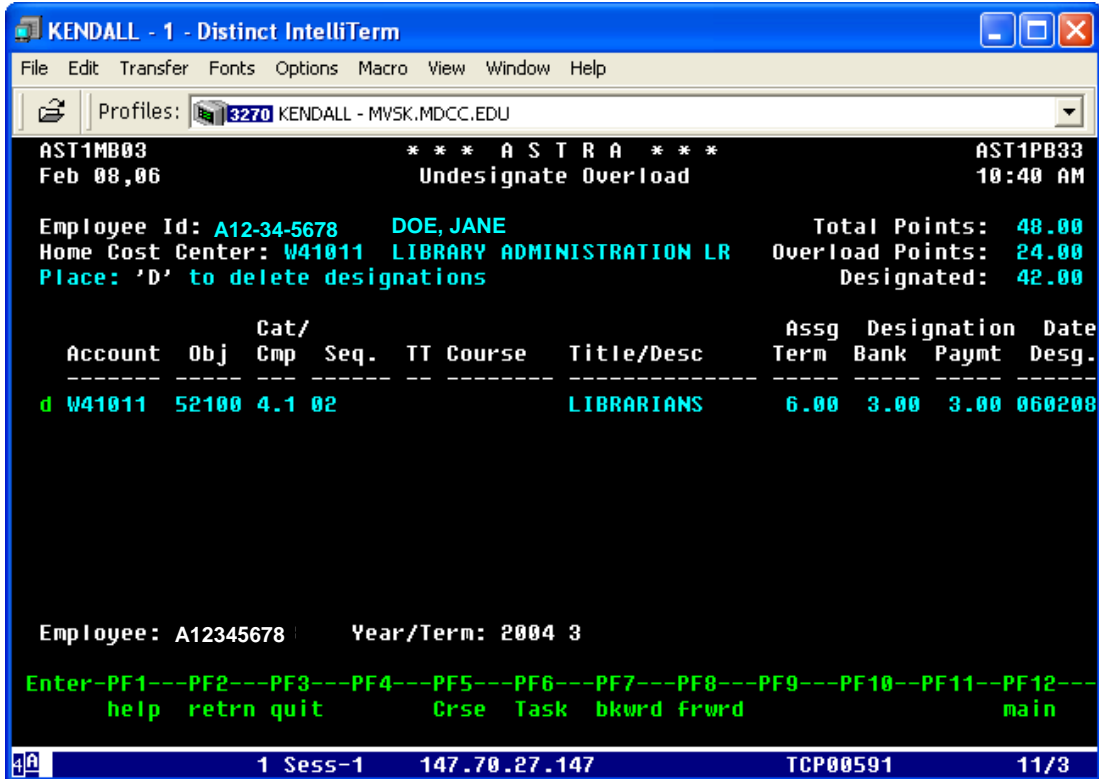 KENDALL - 1 - Distinct IntelliTerm
File Edit Transfer Fonts Options Macro View Window Help
Profiles: 3270 KENDALL - MVSK.MDCC.EDU
AST1MB03 * * * A S T R A * * * AST1PB33
Feb 08,06 Undesignate Overload 10:40 AM
Employee Id: A12-34-5678 DOE, JANE Total Points: 48.00
Home Cost Center: W41011 LIBRARY ADMINISTRATION LR Overload Points: 24.00
Place: 'D' to delete designations Designated: 42.00
Cat/ Assg Designation Date
Account Obj Cmp Seq. TT Course Title/Desc Term Bank Paymt Desg.
------- ----- --- ------ -- -------- -------------- ----- ----- ----- ------
d W41011 52100 4.1 02 LIBRARIANS 6.00 3.00 3.00 060208
Employee: A12345678 Year/Term: 2004 3
Enter-PF1---PF2---PF3---PF4---PF5---PF6---PF7---PF8---PF9---PF10--PF11--PF12---
help retrn quit Crse Task bkwrd frwrd main
4A 1 Sess-1 147.70.27.147 TCP00591 11/3